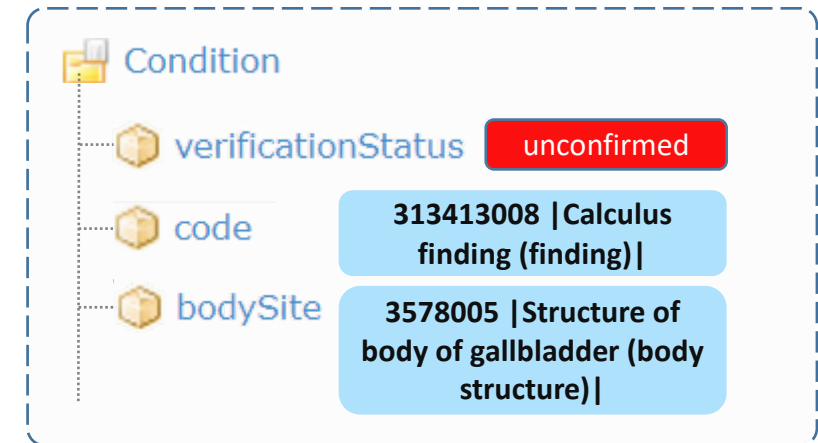 Condition
verificationStatus unconfirmed
code
313413008 |Calculus
finding (finding)|
bodySite
3578005 |Structure of
body of gallbladder (body
structure)|